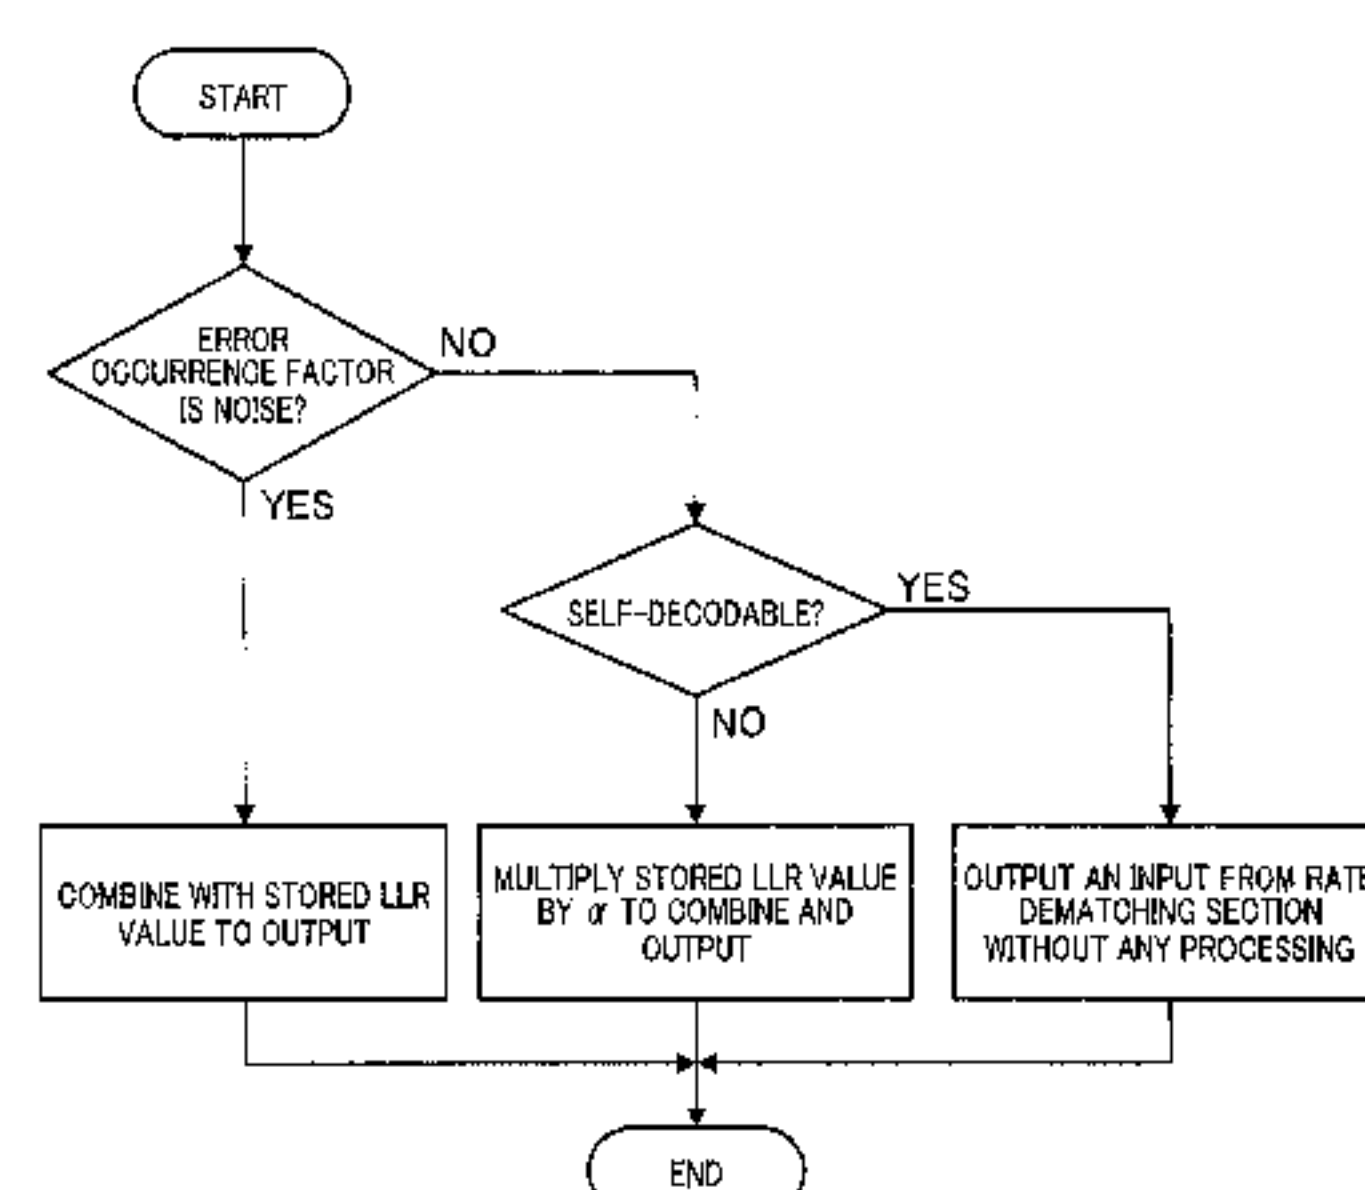 START
ERROR
OCCURRENCE FACTOR
IS NOISE?
NO
YES
SELF-DECODABLE?
YES
NO
COMBINE WITH STORED LLR
VALUE TO OUTPUT
MULTIPLY STORED LLR VALUE
BY α TO COMBINE AND
OUTPUT
OUTPUT AN INPUT FROM RATE
DEMATCHING SECTION
WITHOUT ANY PROCESSING
END